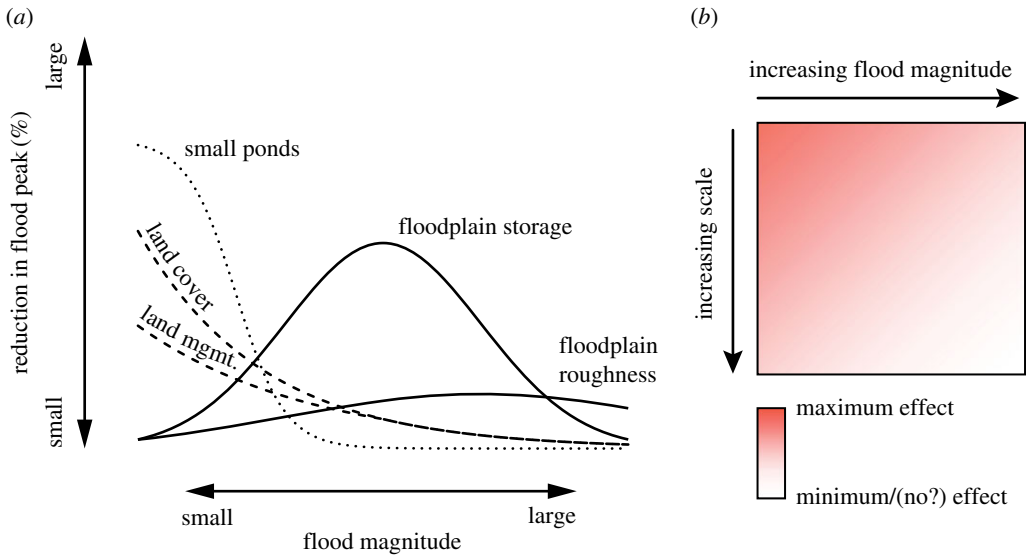 (a)
large
reduction in flood peak (%)
small
small ponds
land cover
land mgmt.
floodplain storage
floodplain
roughness
small
large
flood magnitude
(b)
increasing flood magnitude
increasing scale
maximum effect
minimum/(no?) effect